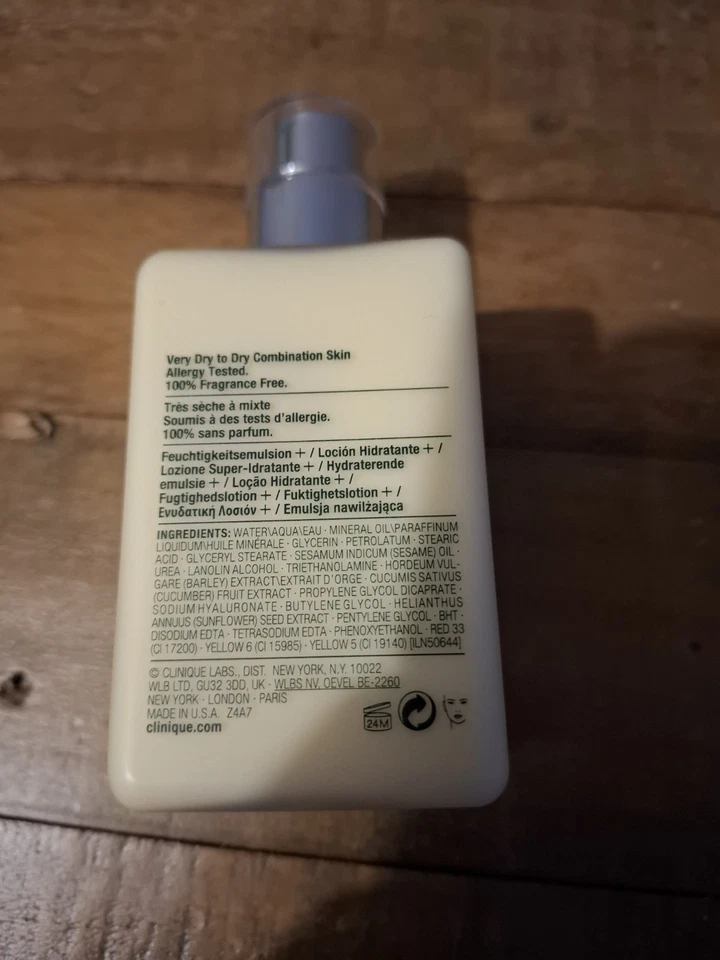 Very Dry to Dry Combination Skin
Allergy Tested.
100% Fragrance Free.
Très sèche à mixte
Soumis à des tests d'allergie.
100% sans parfum.
Feuchtigkeitsemulsion + / Loción Hidratante + /
Lozione Super-Idratante + / Hydraterende
emulsie + / Loção Hidratante + /
Fugtighedslotion + / Fuktighetslotion + /
Ενυδατική Λοσιόν + / Emulsja nawilżająca
INGREDIENTS: WATER\AQUA\EAU · MINERAL OIL\PARAFFINUM
LIQUIDUM\HUILE MINÉRALE · GLYCERIN · PETROLATUM · STEARIC
ACID · GLYCERYL STEARATE · SESAMUM INDICUM (SESAME) OIL ·
UREA · LANOLIN ALCOHOL · TRIETHANOLAMINE · HORDEUM VUL-
GARE (BARLEY) EXTRACT\EXTRAIT D'ORGE · CUCUMIS SATIVUS
(CUCUMBER) FRUIT EXTRACT · PROPYLENE GLYCOL DICAPRATE ·
SODIUM HYALURONATE · BUTYLENE GLYCOL · HELIANTHUS
ANNUUS (SUNFLOWER) SEED EXTRACT · PENTYLENE GLYCOL · BHT ·
DISODIUM EDTA · TETRASODIUM EDTA · PHENOXYETHANOL · RED 33
(CI 17200) · YELLOW 6 (CI 15985) · YELLOW 5 (CI 19140) [ILN50644]
© CLINIQUE LABS., DIST. NEW YORK, N.Y. 10022
WLB LTD, GU32 3DD, UK · WLBS NV. OEVEL BE-2260
NEW YORK · LONDON · PARIS
MADE IN U.S.A. Z4A7
clinique.com
24M